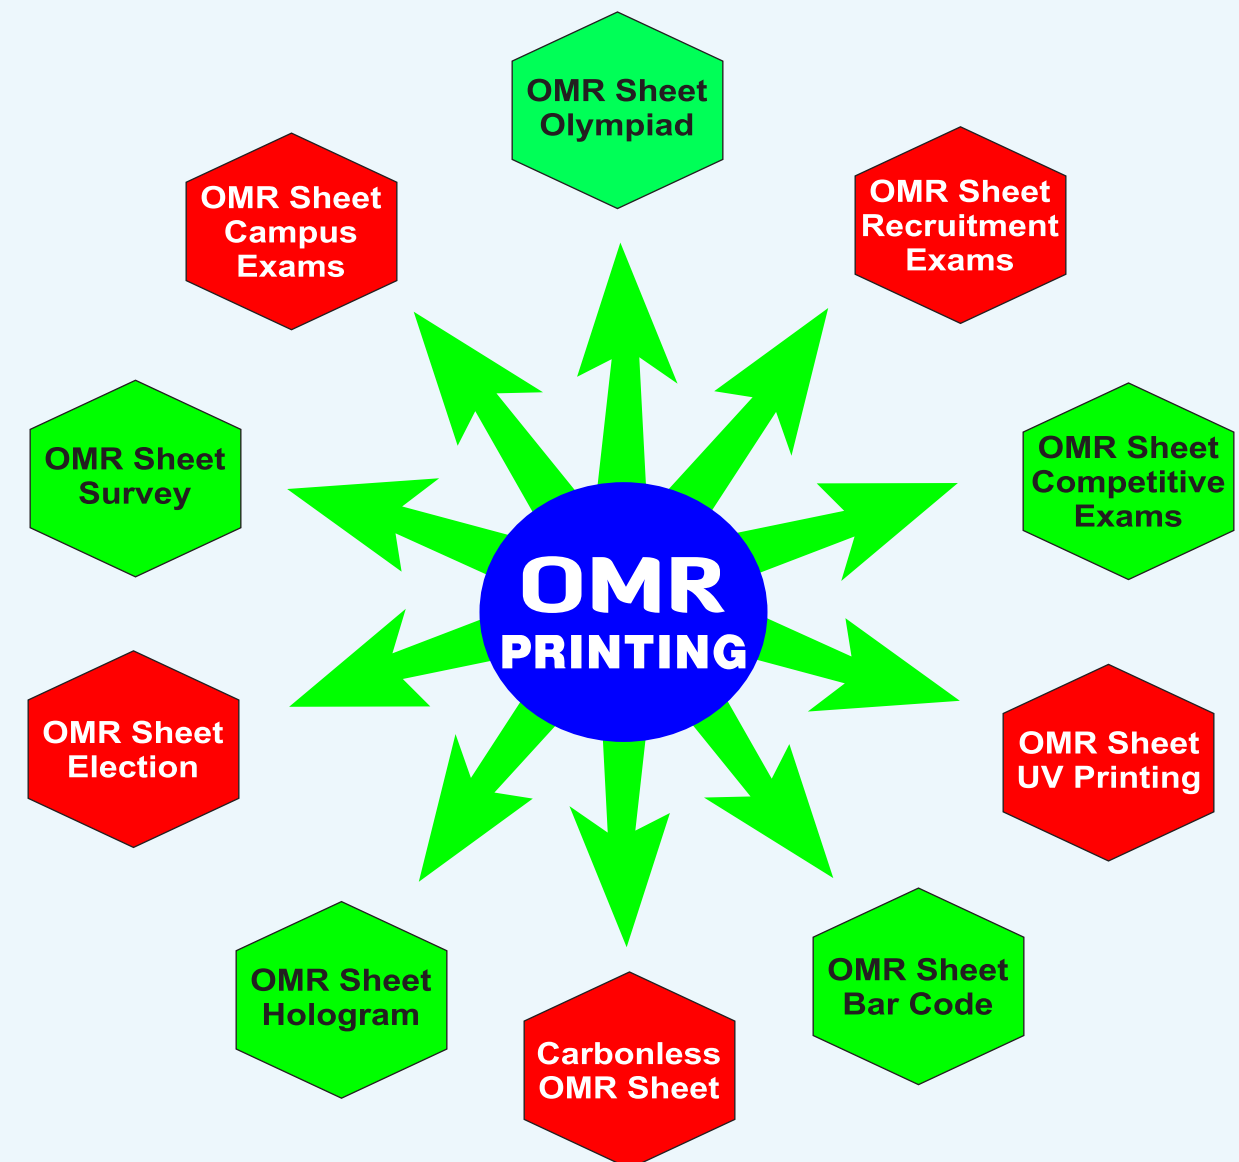 OMR Sheet
Olympiad
OMR Sheet
Campus
Exams
OMR Sheet
Recruitment
Exams
OMR Sheet
Survey
OMR Sheet
Competitive
Exams
OMR
PRINTING
OMR Sheet
Election
OMR Sheet
UV Printing
OMR Sheet
Hologram
OMR Sheet
Bar Code
Carbonless
OMR Sheet